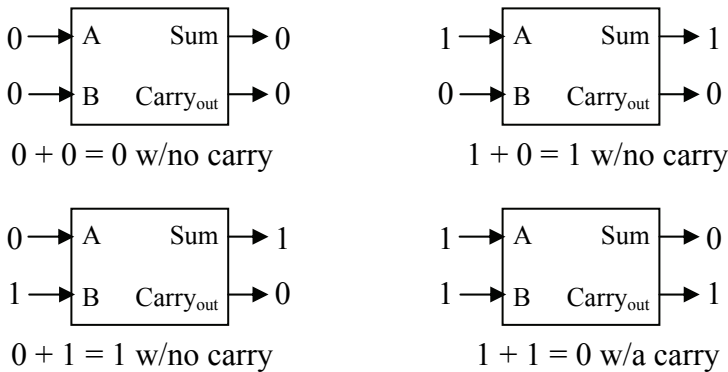 0 A Sum 0
0 B Carryout 0
0 + 0 = 0 w/no carry
1 A Sum 1
0 B Carryout 0
1 + 0 = 1 w/no carry
0 A Sum 1
1 B Carryout 0
0 + 1 = 1 w/no carry
1 A Sum 0
1 B Carryout 1
1 + 1 = 0 w/a carry